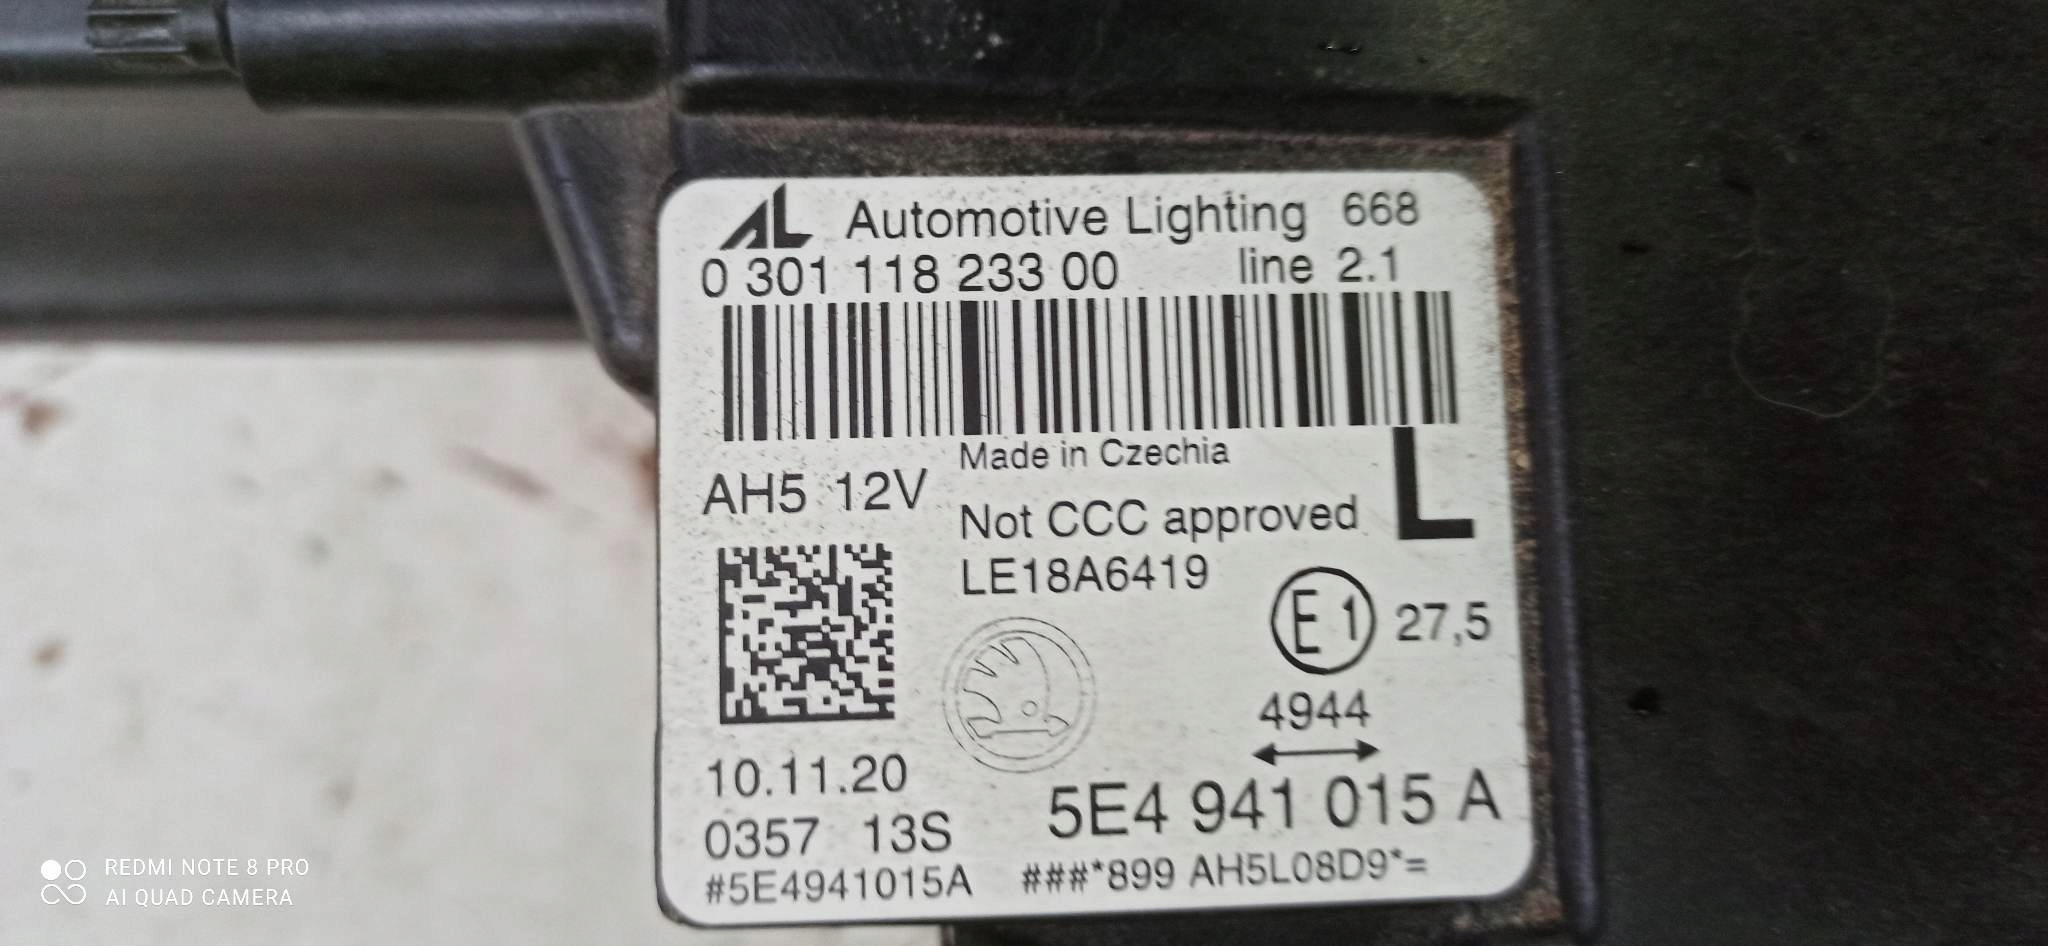 AL Automotive Lighting 668
0 301 118 233 00 line 2.1
Made in Czechia
AH5 12V
Not CCC approved
L
LE18A6419
E1 27,5
4944
10.11.20
5E4 941 015 A
0357 13S
#5E4941015A ###*899 AH5L08D9*=
REDMI NOTE 8 PRO
AI QUAD CAMERA